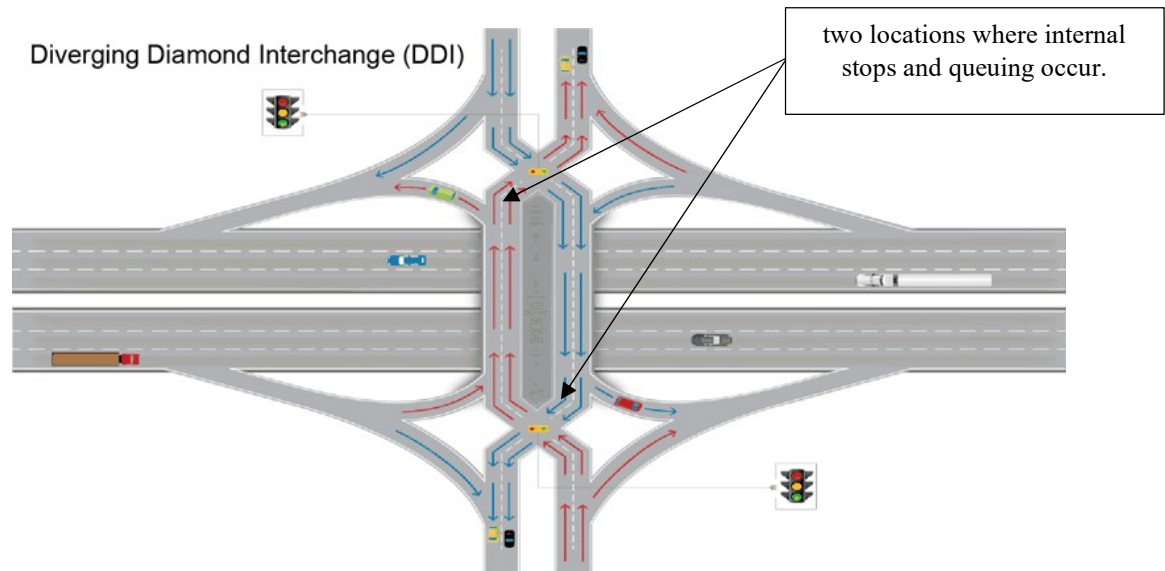 Diverging Diamond Interchange (DDI)
two locations where internal
stops and queuing occur.